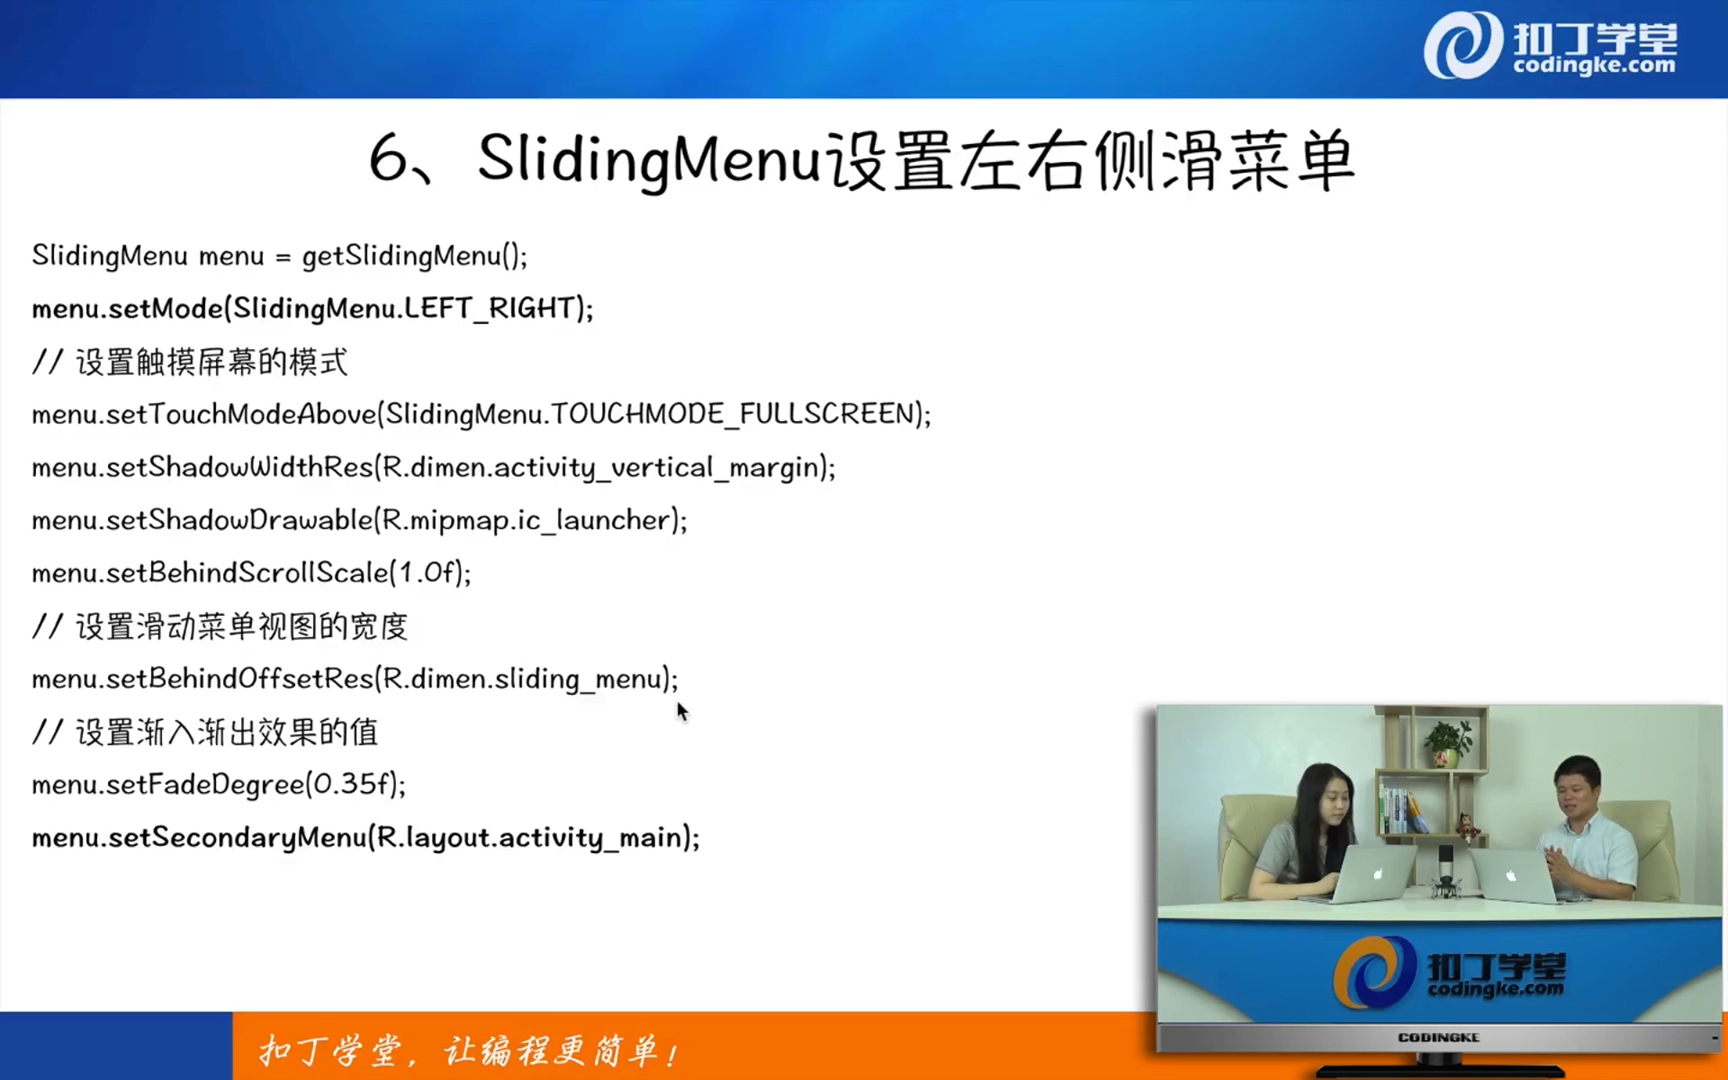 扣丁学堂
codingke.com
6、SlidingMenu设置左右侧滑菜单
SlidingMenu menu = getSlidingMenu();
menu.setMode(SlidingMenu.LEFT_RIGHT);
// 设置触摸屏幕的模式
menu.setTouchModeAbove(SlidingMenu.TOUCHMODE_FULLSCREEN);
menu.setShadowWidthRes(R.dimen.activity_vertical_margin);
menu.setShadowDrawable(R.mipmap.ic_launcher);
menu.setBehindScrollScale(1.0f);
// 设置滑动菜单视图的宽度
menu.setBehindOffsetRes(R.dimen.sliding_menu);
// 设置渐入渐出效果的值
menu.setFadeDegree(0.35f);
menu.setSecondaryMenu(R.layout.activity_main);
扣丁学堂
codingke.com
CODINGKE
扣丁学堂，让编程更简单！